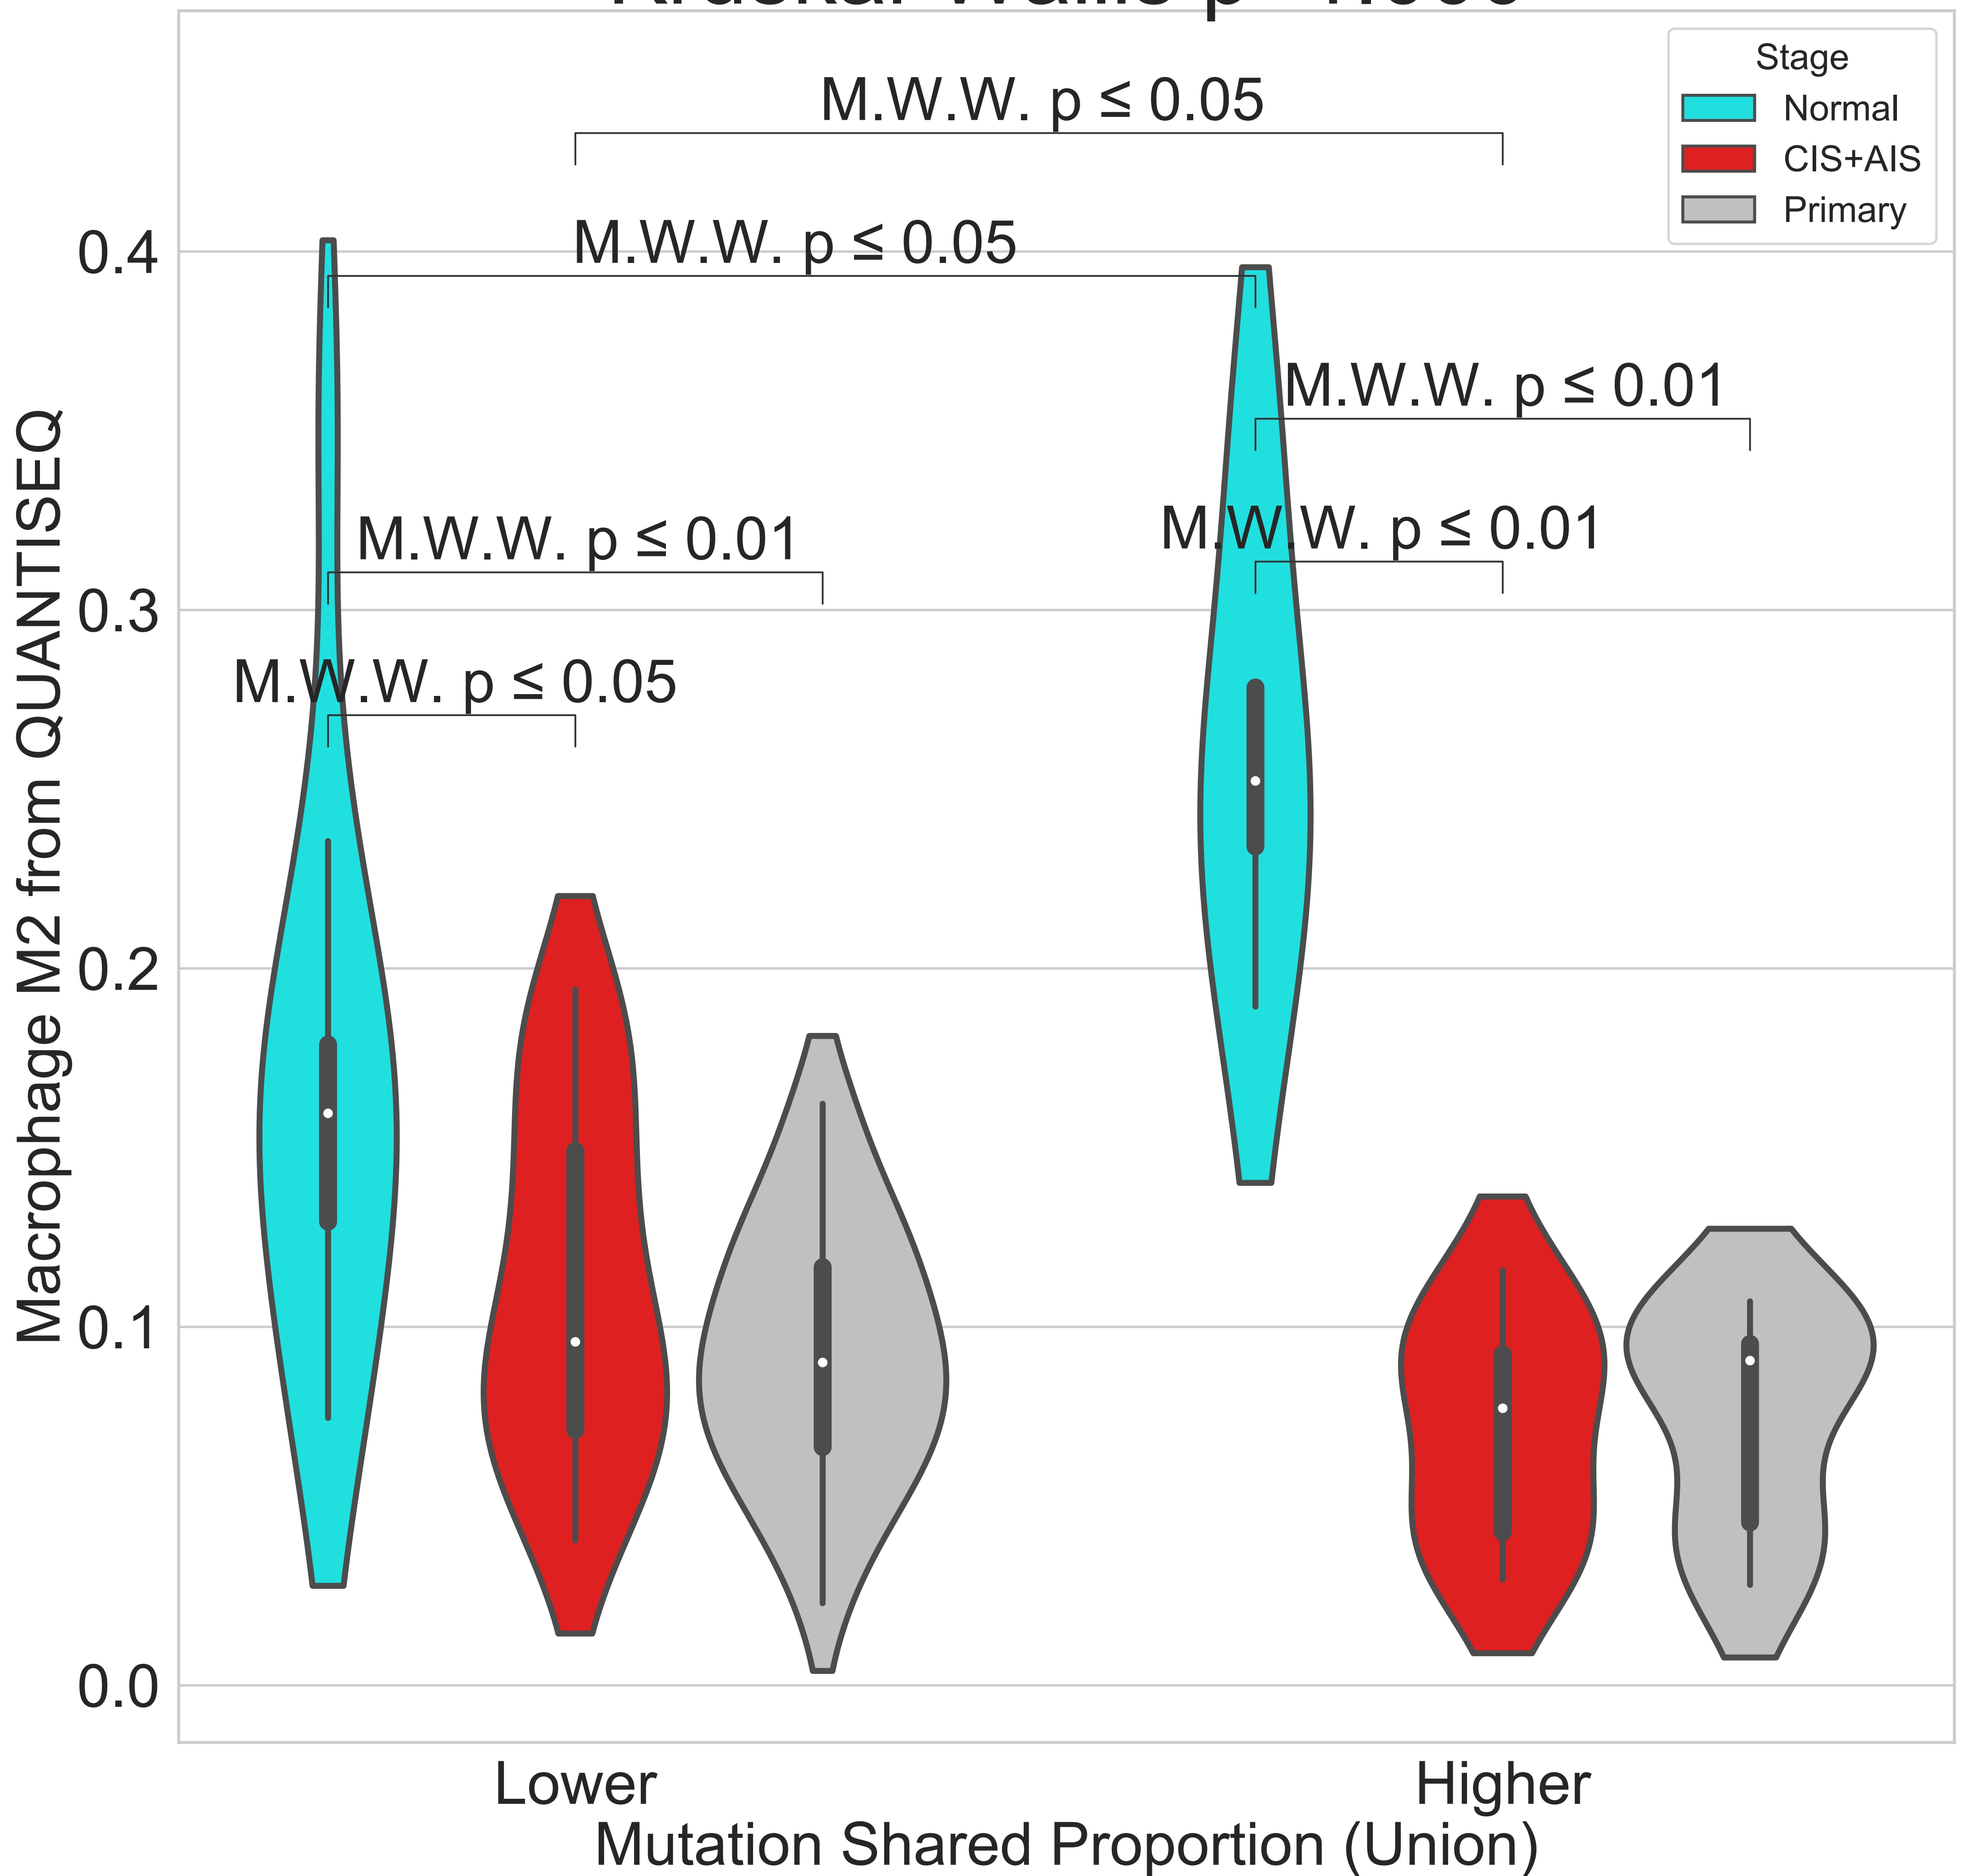 Stage
Normal
CIS+AIS
Primary
M.W.W. p ≤ 0.05
M.W.W. p ≤ 0.05
M.W.W. p ≤ 0.01
M.W.W. p ≤ 0.01
M.W.W. p ≤ 0.01
M.W.W. p ≤ 0.05
Macrophage M2 from QUANTISEQ
0.4
0.3
0.2
0.1
0.0
Lower
Higher
Mutation Shared Proportion (Union)